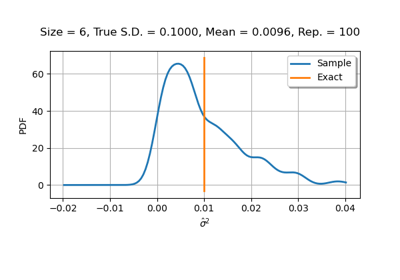 Size = 6, True S.D. = 0.1000, Mean = 0.0096, Rep. = 100
Sample
Exact
PDF
60
40
20
0
−0.02 −0.01 0.00 0.01 0.02 0.03 0.04
σ̂²